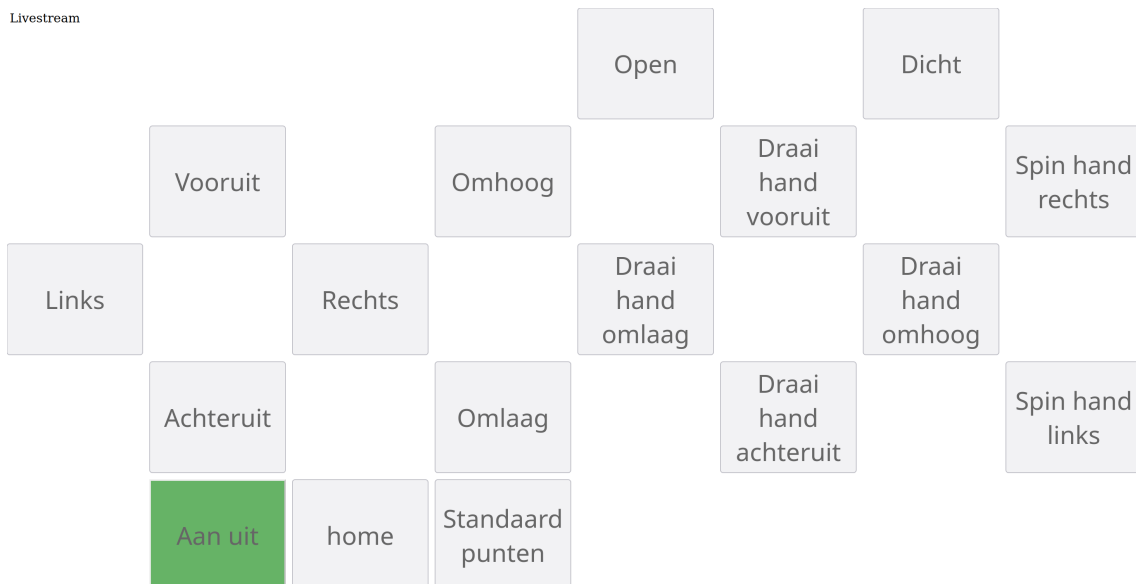 Livestream
Open
Dicht
Vooruit
Omhoog
Draai
hand
vooruit
Spin hand
rechts
Links
Rechts
Draai
hand
omlaag
Draai
hand
omhoog
Achteruit
Omlaag
Draai
hand
achteruit
Spin hand
links
Aan uit
home
Standaard
punten